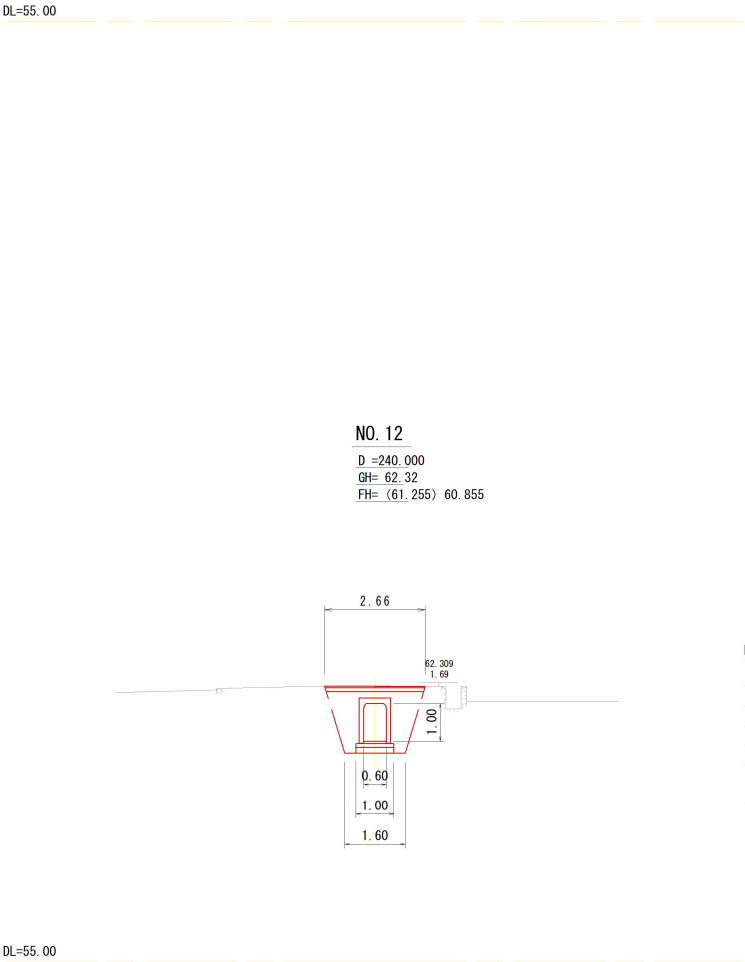 DL=55.00
NO.12
D =240.000
GH= 62.32
FH= (61.255) 60.855
2.66
62.309
1.69
1.00
0.60
1.00
1.60
DL=55.00